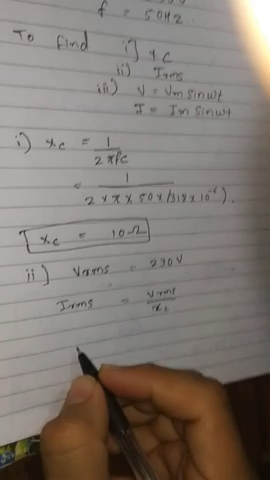 f = 50HZ
To find i) xc
ii) Irms
iii) V = Vm sinωt
I = Im sinωt
i) xc = 1/2πfc
= 1/2 x π x 50 x 318 x 10⁻⁶).
xc = 10Ω
ii) Vrms = 230V
Irms = Vrms/xc